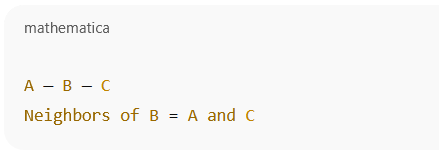 mathematica
A — B — C
Neighbors of B = A and C